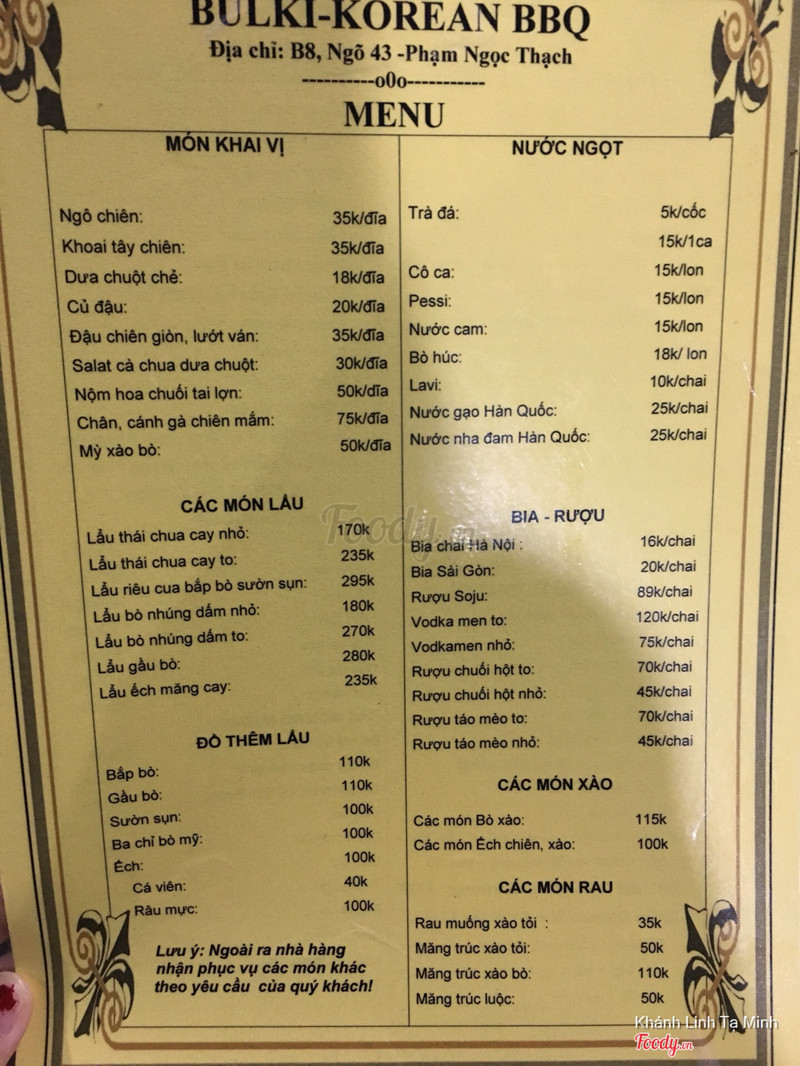 BULKI-KOREAN BBQ
Địa chỉ: B8, Ngõ 43 -Phạm Ngọc Thạch
----------o0o-----------
MENU
MÓN KHAI VỊ
Ngô chiên: 35k/đĩa
Khoai tây chiên: 35k/đĩa
Dưa chuột chẻ: 18k/đĩa
Củ đậu: 20k/đĩa
Đậu chiên giòn, lướt ván: 35k/đĩa
Salat cà chua dưa chuột: 30k/đĩa
Nộm hoa chuối tai lợn: 50k/dĩa
Chân, cánh gà chiên mắm: 75k/đĩa
Mỳ xào bò: 50k/đĩa
CÁC MÓN LẨU
Lẩu thái chua cay nhỏ: 170k
Lẩu thái chua cay to: 235k
Lẩu riêu cua bắp bò sườn sụn: 295k
Lẩu bò nhúng dấm nhỏ: 180k
Lẩu bò nhúng dấm to: 270k
Lẩu gầu bò: 280k
Lẩu ếch măng cay: 235k
ĐỒ THÊM LẨU
Bắp bò: 110k
Gầu bò: 110k
Sườn sụn: 100k
Ba chỉ bò mỹ: 100k
Ếch: 100k
Cá viên: 40k
Râu mực: 100k
Lưu ý: Ngoài ra nhà hàng
nhận phục vụ các món khác
theo yêu cầu của quý khách!
NƯỚC NGỌT
Trà đá: 5k/cốc
15k/1ca
Cô ca: 15k/lon
Pessi: 15k/lon
Nước cam: 15k/lon
Bò húc: 18k/ lon
Lavi: 10k/chai
Nước gạo Hàn Quốc: 25k/chai
Nước nha đam Hàn Quốc: 25k/chai
BIA - RƯỢU
Bia chai Hà Nội : 16k/chai
Bia Sài Gòn: 20k/chai
Rượu Soju: 89k/chai
Vodka men to: 120k/chai
Vodkamen nhỏ: 75k/chai
Rượu chuối hột to: 70k/chai
Rượu chuối hột nhỏ: 45k/chai
Rượu táo mèo to: 70k/chai
Rượu táo mèo nhỏ: 45k/chai
CÁC MÓN XÀO
Các món Bò xào: 115k
Các món Ếch chiên, xào: 100k
CÁC MÓN RAU
Rau muống xào tỏi : 35k
Măng trúc xào tỏi: 50k
Măng trúc xào bò: 110k
Măng trúc luộc: 50k
Foody.vn
Khánh Linh Tạ Minh
Foody.vn